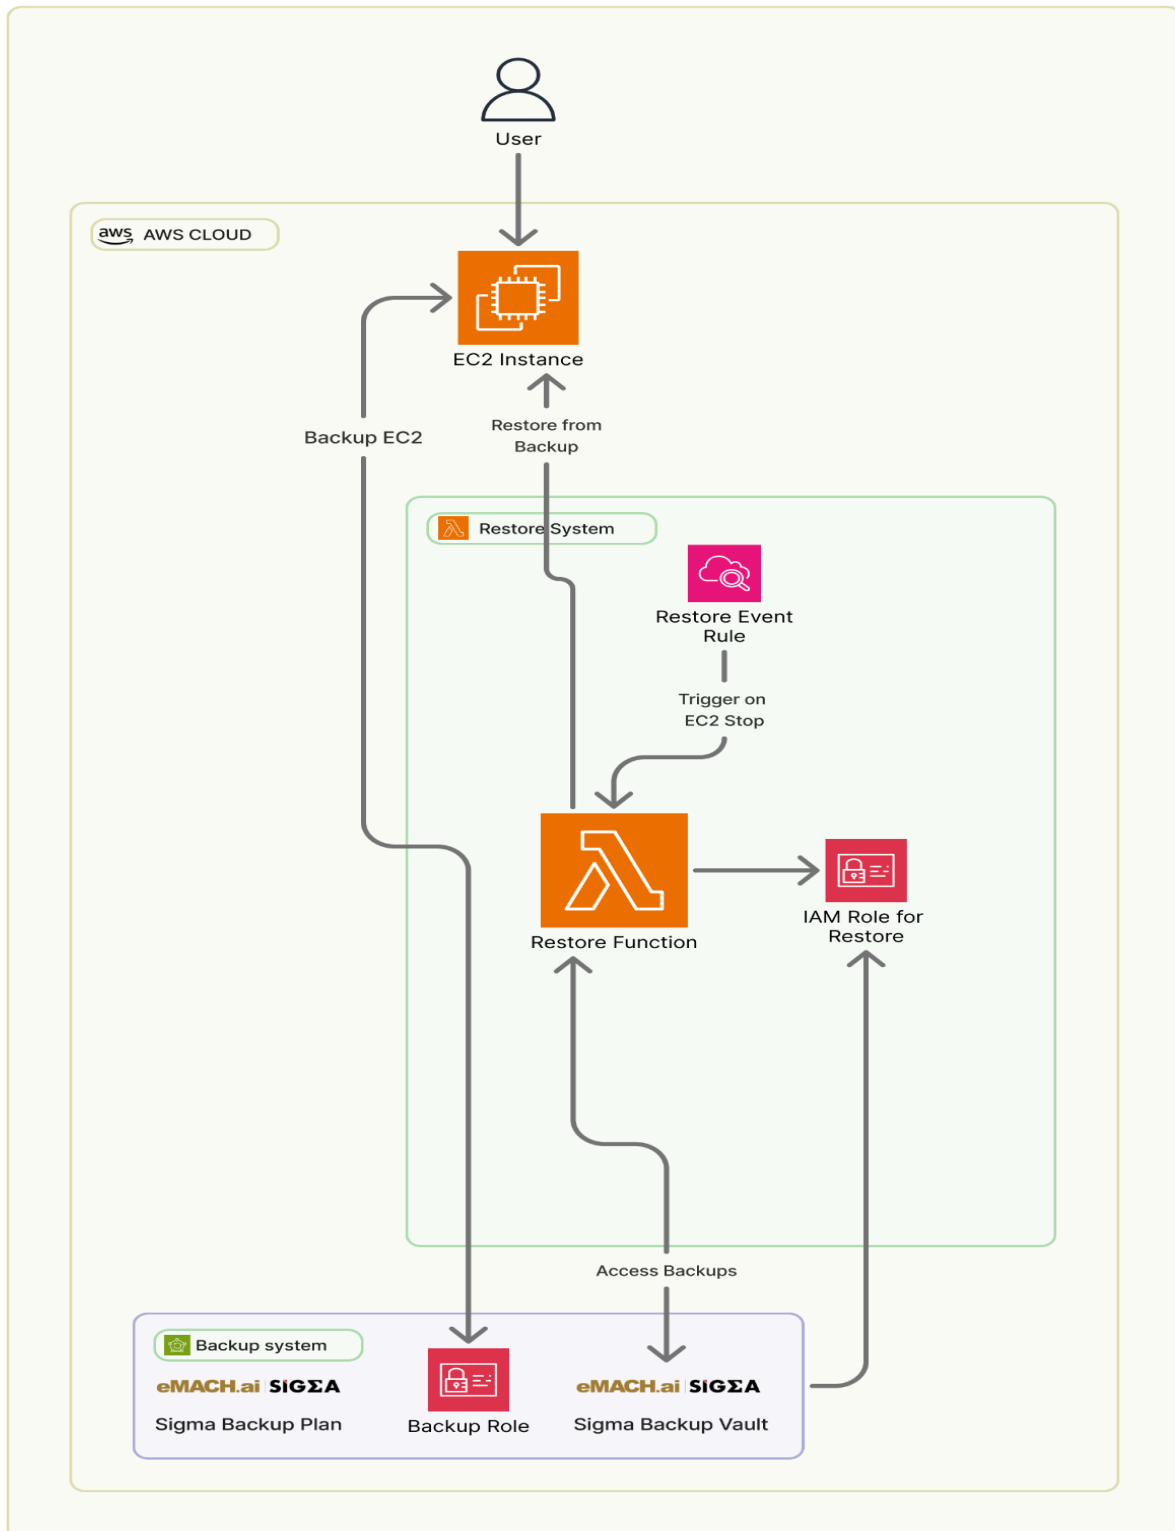 User
aws AWS CLOUD
EC2 Instance
Backup EC2
Restore from
Backup
Restore System
Restore Event
Rule
Trigger on
EC2 Stop
Restore Function
IAM Role for
Restore
Access Backups
Backup system
eMACH.ai SiGΣA
Sigma Backup Plan
Backup Role
eMACH.ai SiGΣA
Sigma Backup Vault